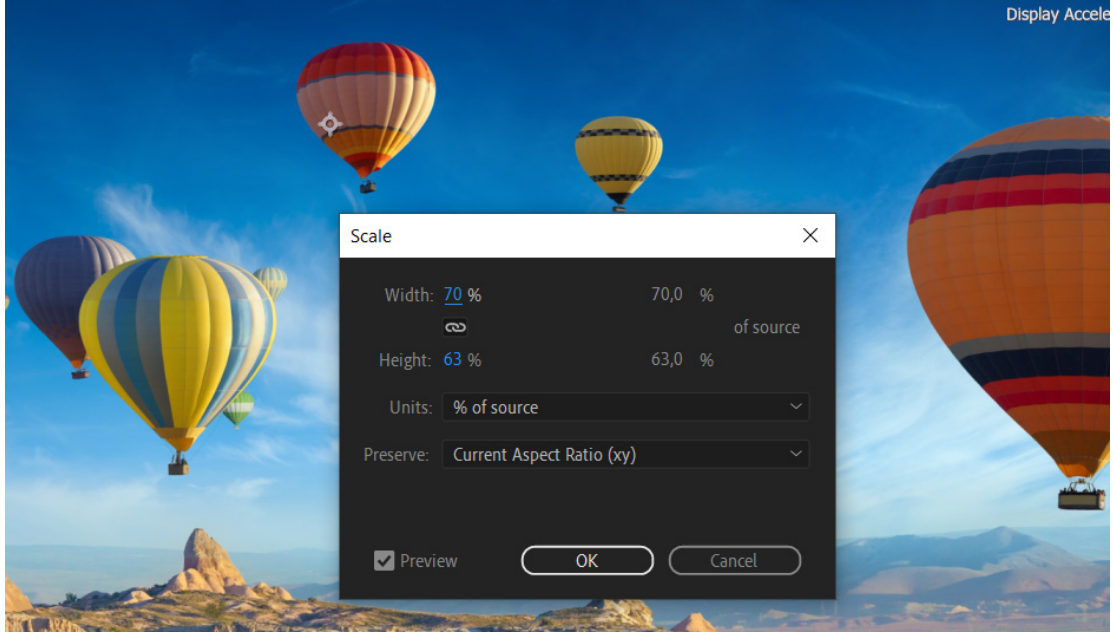 Display Accele
Scale
Width: 70 % 70,0 %
of source
Height: 63 % 63,0 %
Units: % of source
Preserve: Current Aspect Ratio (xy)
Preview OK Cancel